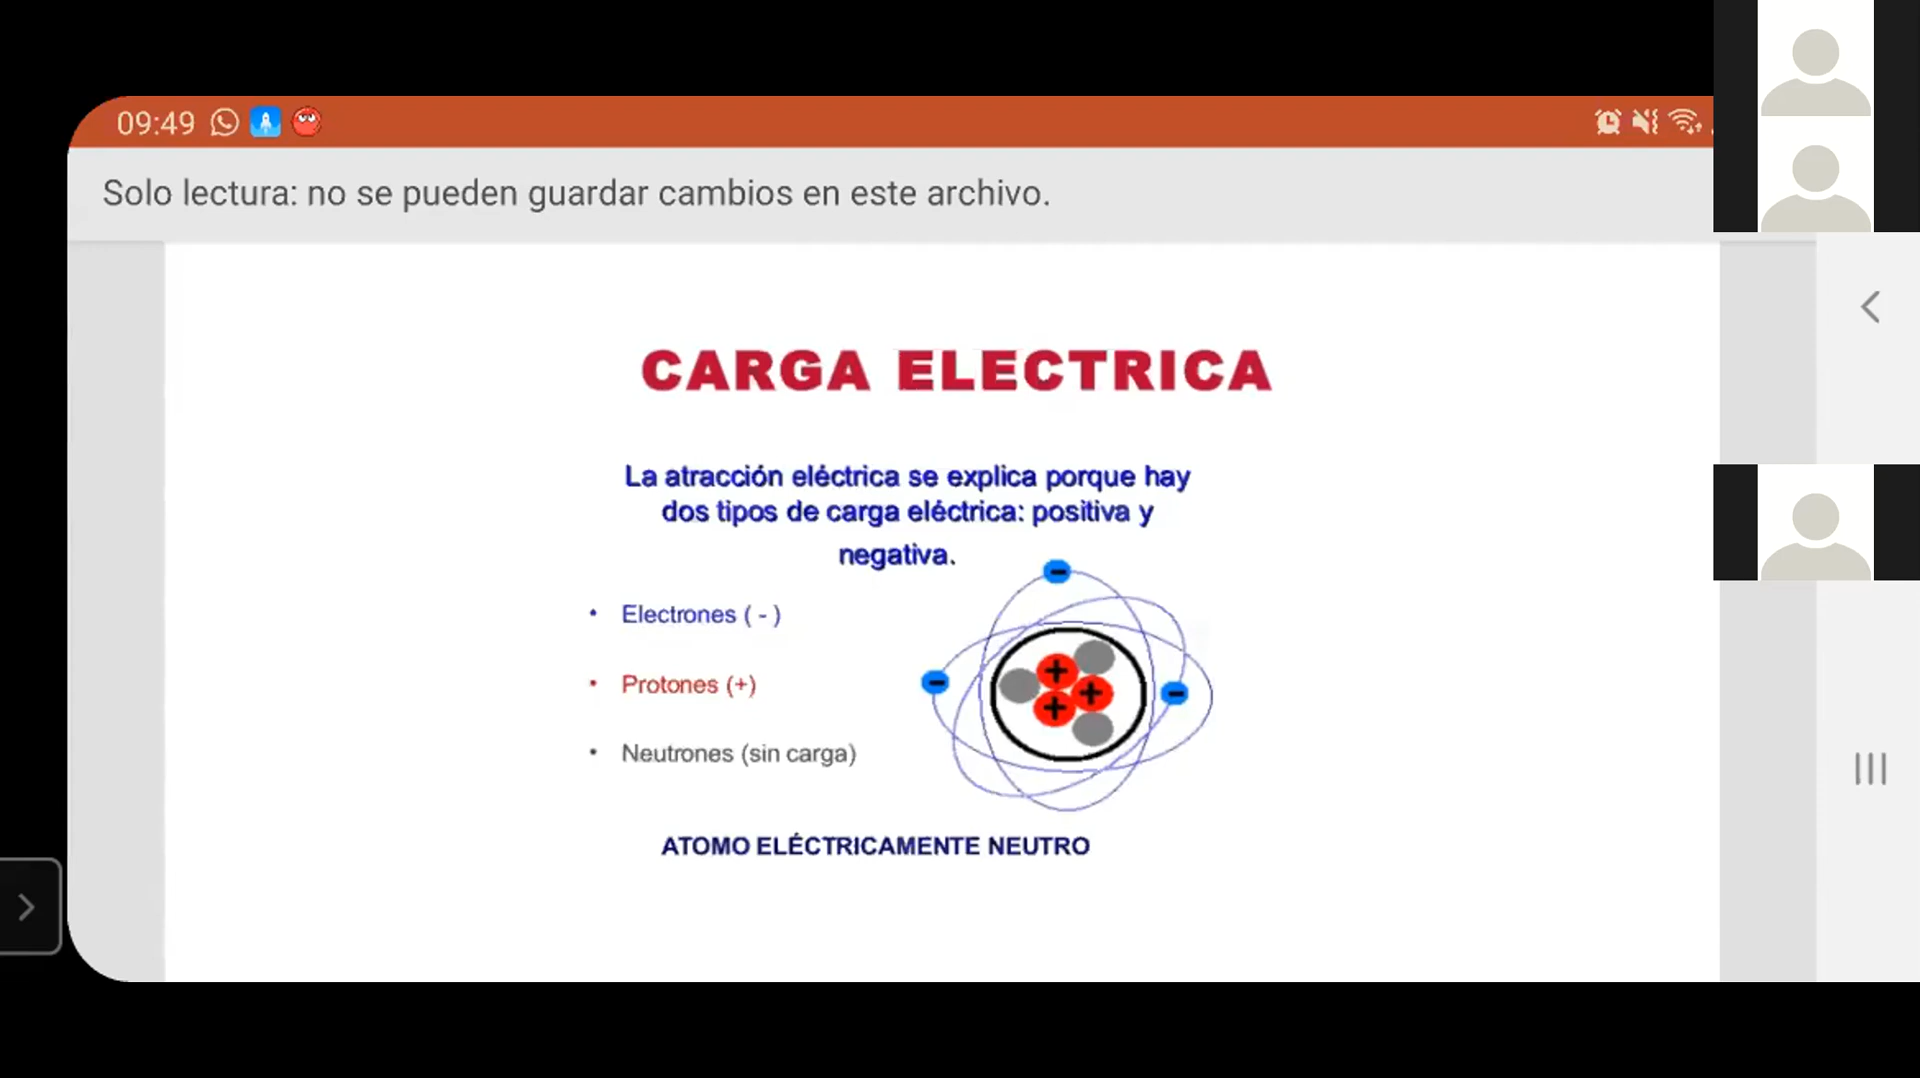 09:49
Solo lectura: no se pueden guardar cambios en este archivo.
CARGA ELECTRICA
La atracción eléctrica se explica porque hay
dos tipos de carga eléctrica: positiva y
negativa.
• Electrones ( - )
• Protones (+)
• Neutrones (sin carga)
ATOMO ELÉCTRICAMENTE NEUTRO